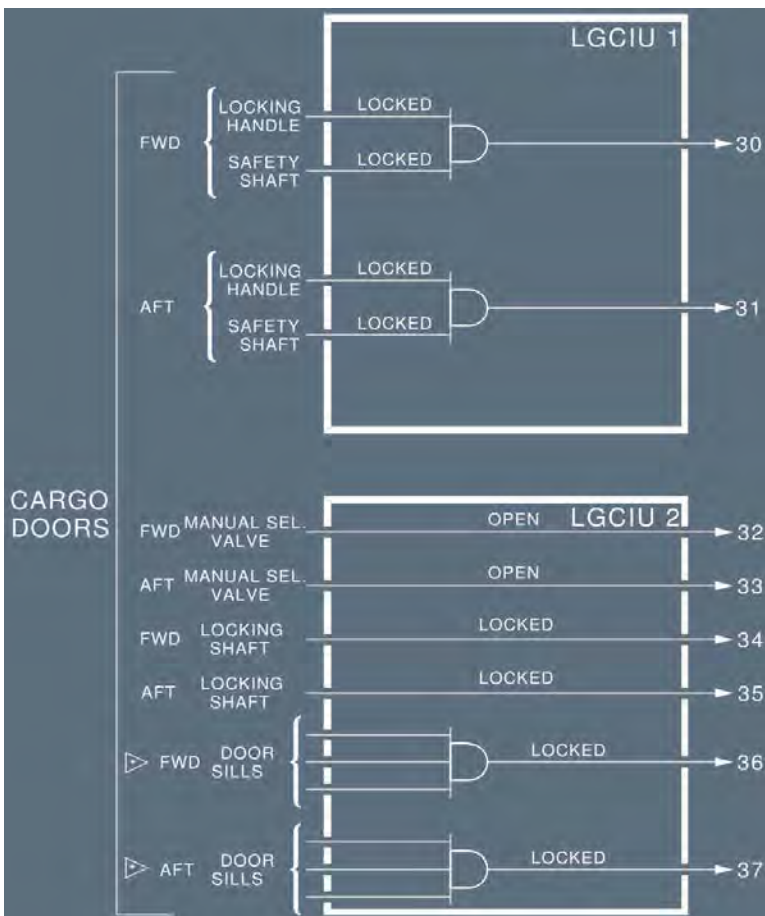 LGCIU 1
FWD
LOCKING
HANDLE
LOCKED
SAFETY
SHAFT
LOCKED
30
AFT
LOCKING
HANDLE
LOCKED
SAFETY
SHAFT
LOCKED
31
CARGO
DOORS
LGCIU 2
FWD MANUAL SEL.
VALVE
OPEN
32
AFT MANUAL SEL.
VALVE
OPEN
33
FWD LOCKING
SHAFT
LOCKED
34
AFT LOCKING
SHAFT
LOCKED
35
FWD DOOR
SILLS
LOCKED
36
AFT DOOR
SILLS
LOCKED
37